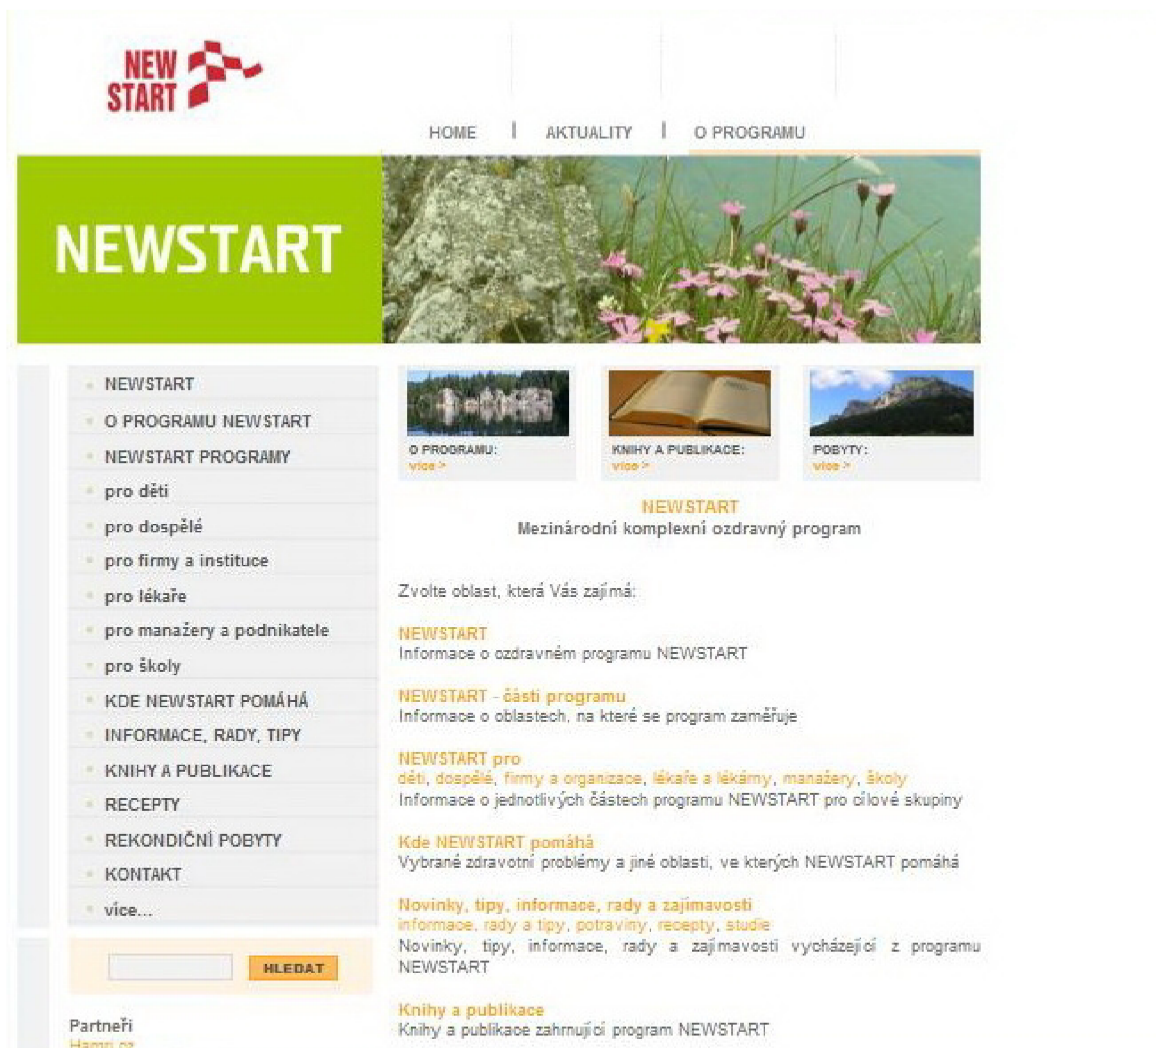 NEW
START
HOME | AKTUALITY | O PROGRAMU
NEWSTART
NEWSTART
O PROGRAMU NEWSTART
NEWSTART PROGRAMY
pro děti
pro dospělé
pro firmy a instituce
pro lékaře
pro manažery a podnikatele
pro školy
KDE NEWSTART POMÁHÁ
INFORMACE, RADY, TIPY
KNIHY A PUBLIKACE
RECEPTY
REKONDIČNÍ POBYTY
KONTAKT
více...
HLEDAT
Partneři
Hamri.cz
O PROGRAMU:
více >
KNIHY A PUBLIKACE:
více >
POBYTY:
více >
NEWSTART
Mezinárodní komplexní ozdravný program
Zvolte oblast, která Vás zajímá:
NEWSTART
Informace o ozdravném programu NEWSTART
NEWSTART - části programu
Informace o oblastech, na které se program zaměřuje
NEWSTART pro
děti, dospělé, firmy a organizace, lékaře a lékárny, manažery, školy
Informace o jednotlivých částech programu NEWSTART pro cílové skupiny
Kde NEWSTART pomáhá
Vybrané zdravotní problémy a jiné oblasti, ve kterých NEWSTART pomáhá
Novinky, tipy, informace, rady a zajímavosti
informace, rady a tipy, potraviny, recepty, studie
Novinky, tipy, informace, rady a zajímavosti vycházející z programu
NEWSTART
Knihy a publikace
Knihy a publikace zahrnující program NEWSTART